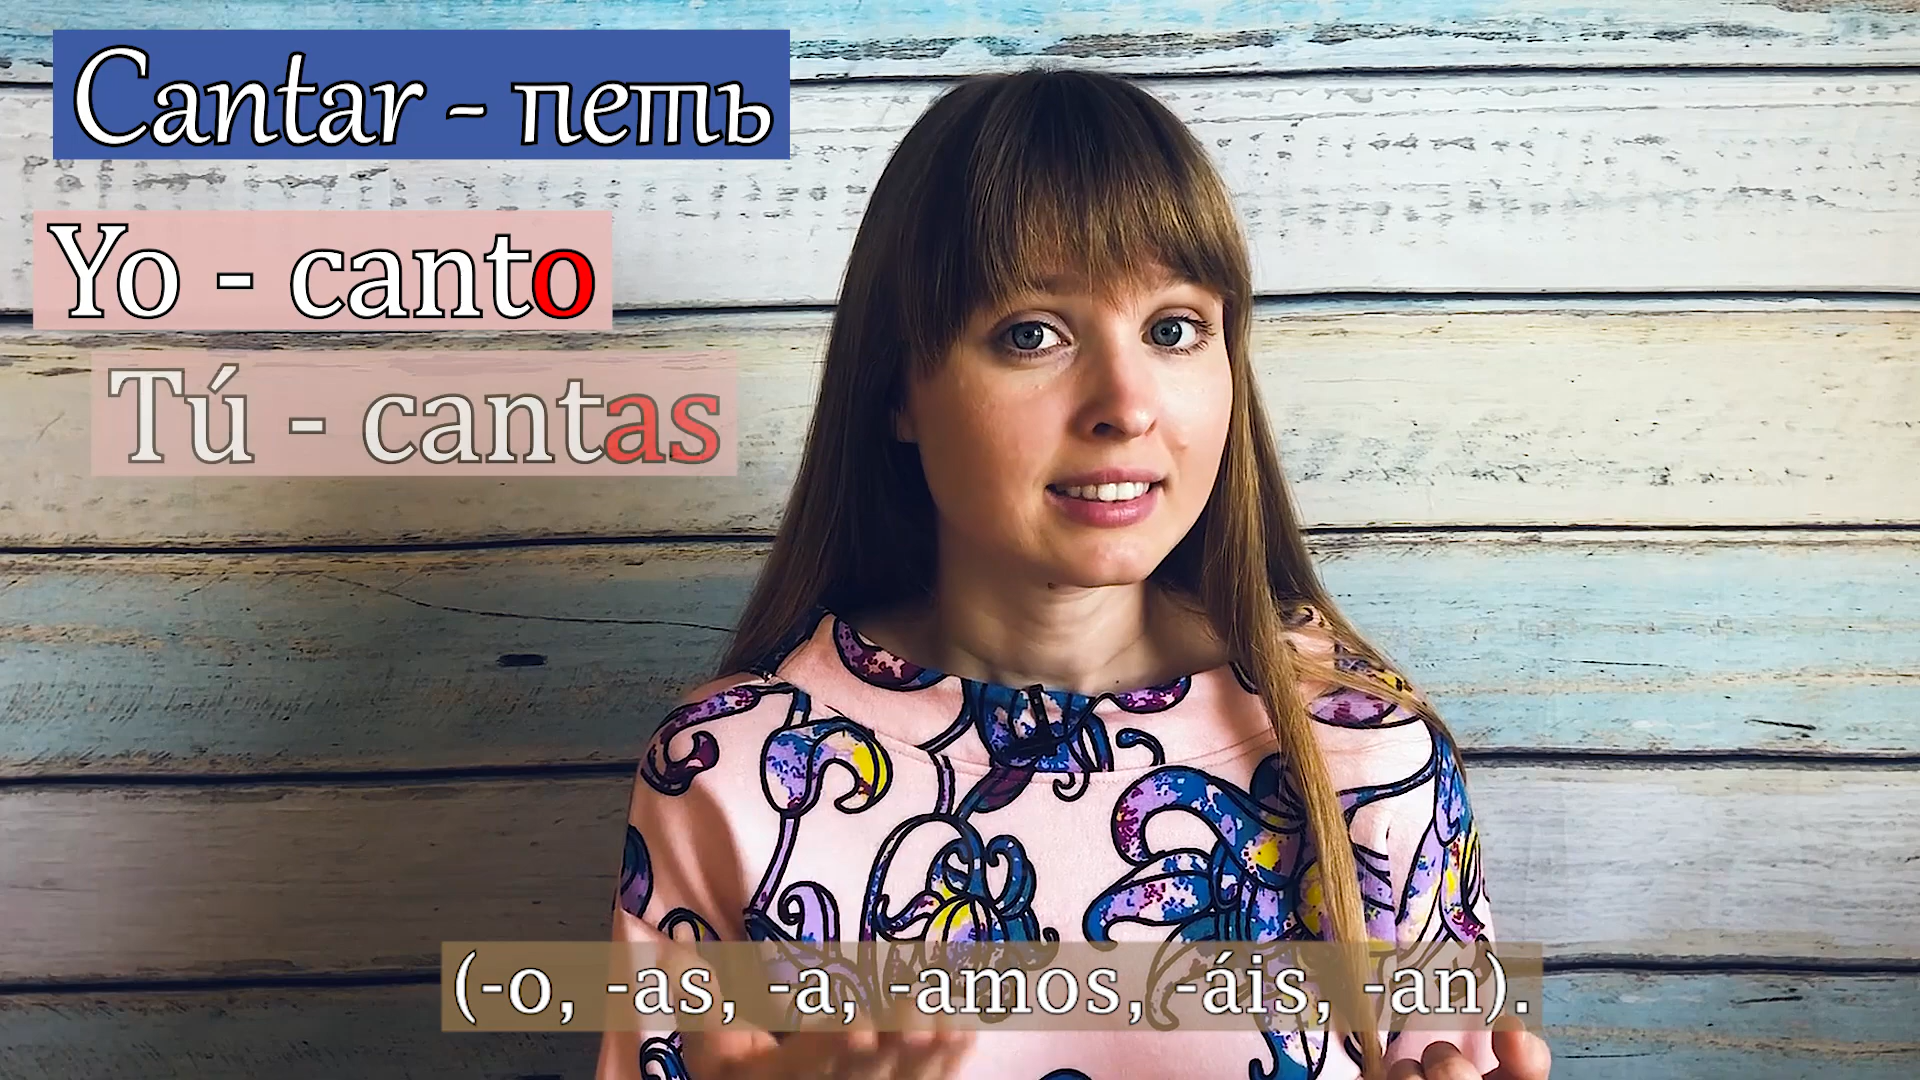 Cantar - петь
Yo - canto
Tú - cantas
(-o, -as, -a, -amos, -áis, -an).